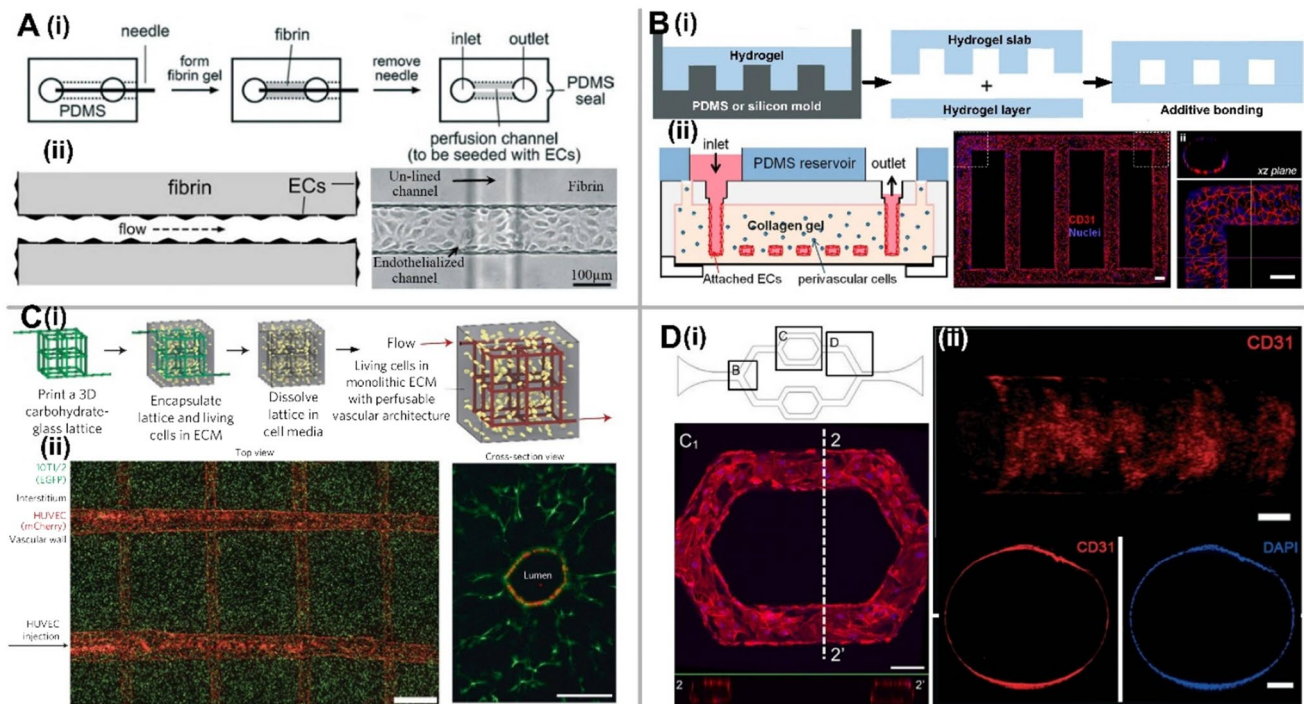 A (i)
needle
form
fibrin gel
fibrin
remove
needle
inlet
outlet
PDMS
PDMS
seal
perfusion channel
(to be seeded with ECs)
(ii)
fibrin
ECs
flow
Un-lined
channel
Fibrin
Endothelialized
channel
100μm
B (i)
Hydrogel
PDMS or silicon mold
Hydrogel slab
+
Hydrogel layer
Additive bonding
(ii)
inlet
PDMS reservoir
outlet
Collagen gel
Attached ECs
perivascular cells
CD31
Nuclei
ii
xz plane
C (i)
Print a 3D
carbohydrate-
glass lattice
Encapsulate
lattice and living
cells in ECM
Dissolve
lattice in
cell media
Flow
Living cells in
monolithic ECM
with perfusable
vascular architecture
(ii)
Top view
10T1/2
(EGFP)
Interstitium
HUVEC
(mCherry)
Vascular wall
HUVEC
injection
Cross-section view
Lumen
D (i)
B
C
D
C1
2
2'
2
2'
(ii)
CD31
CD31
DAPI